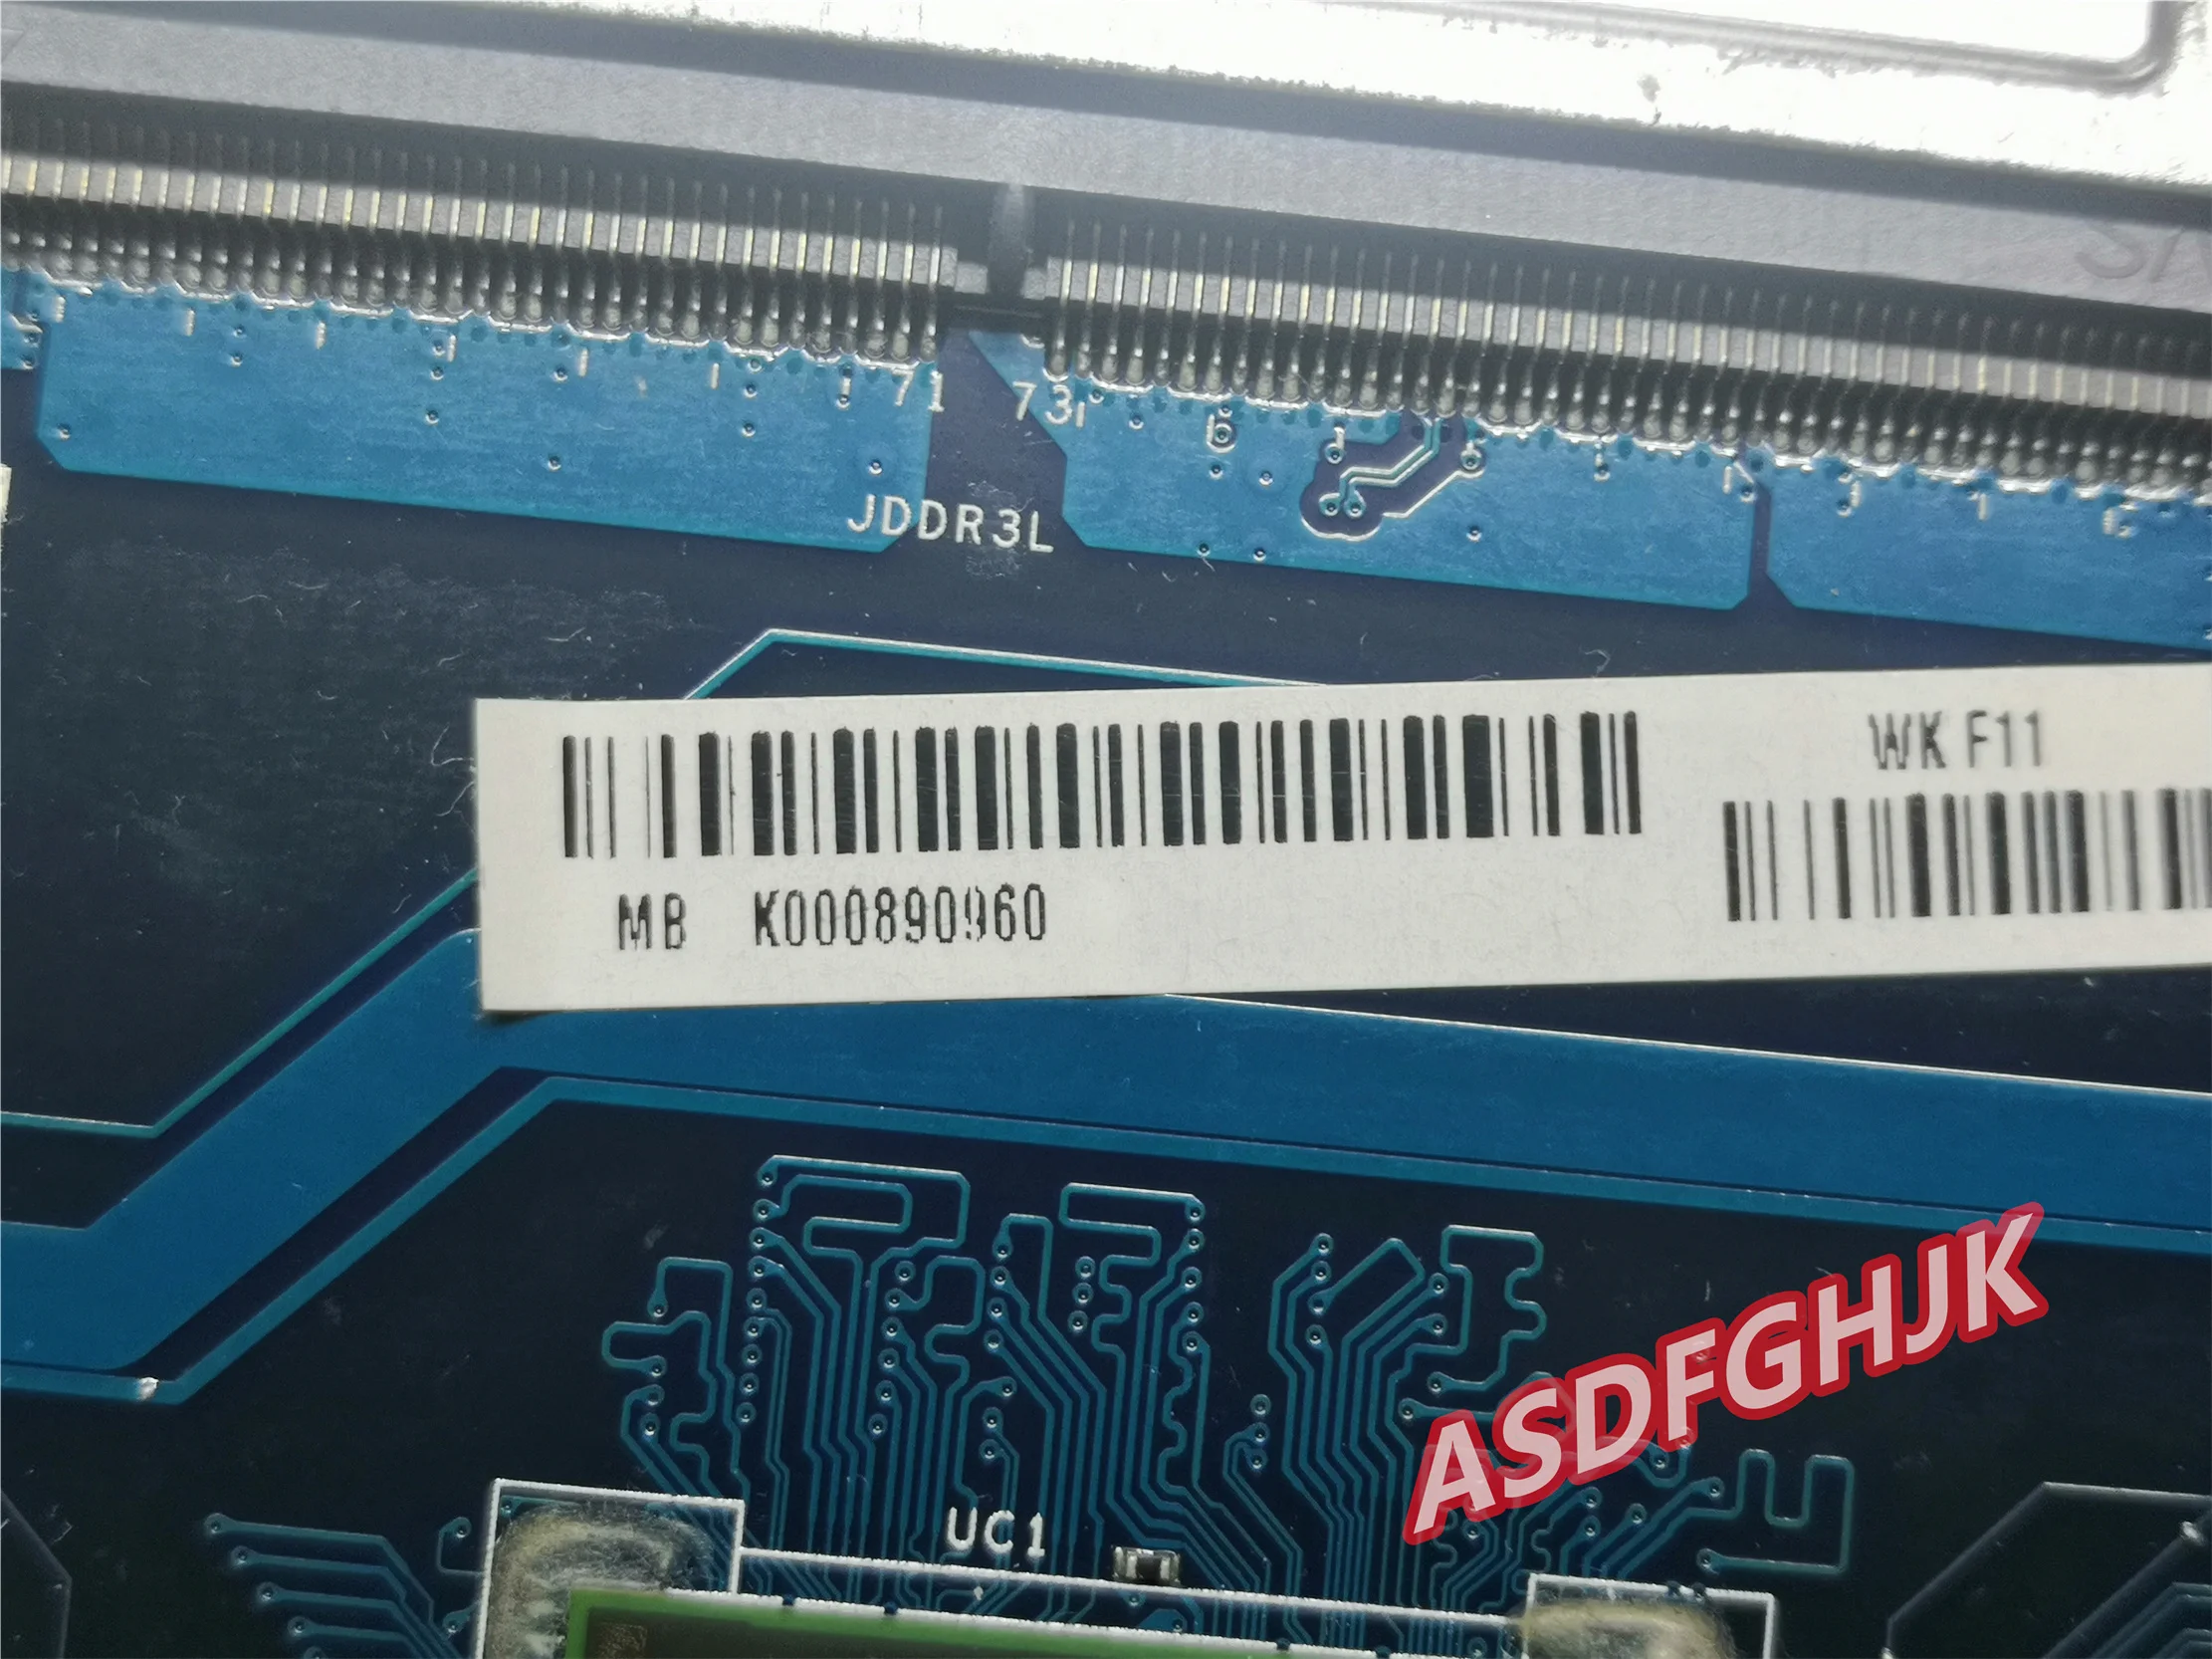 71 73
JDDR3L
WK F11
MB K000890960
UC1
ASDFGHJK